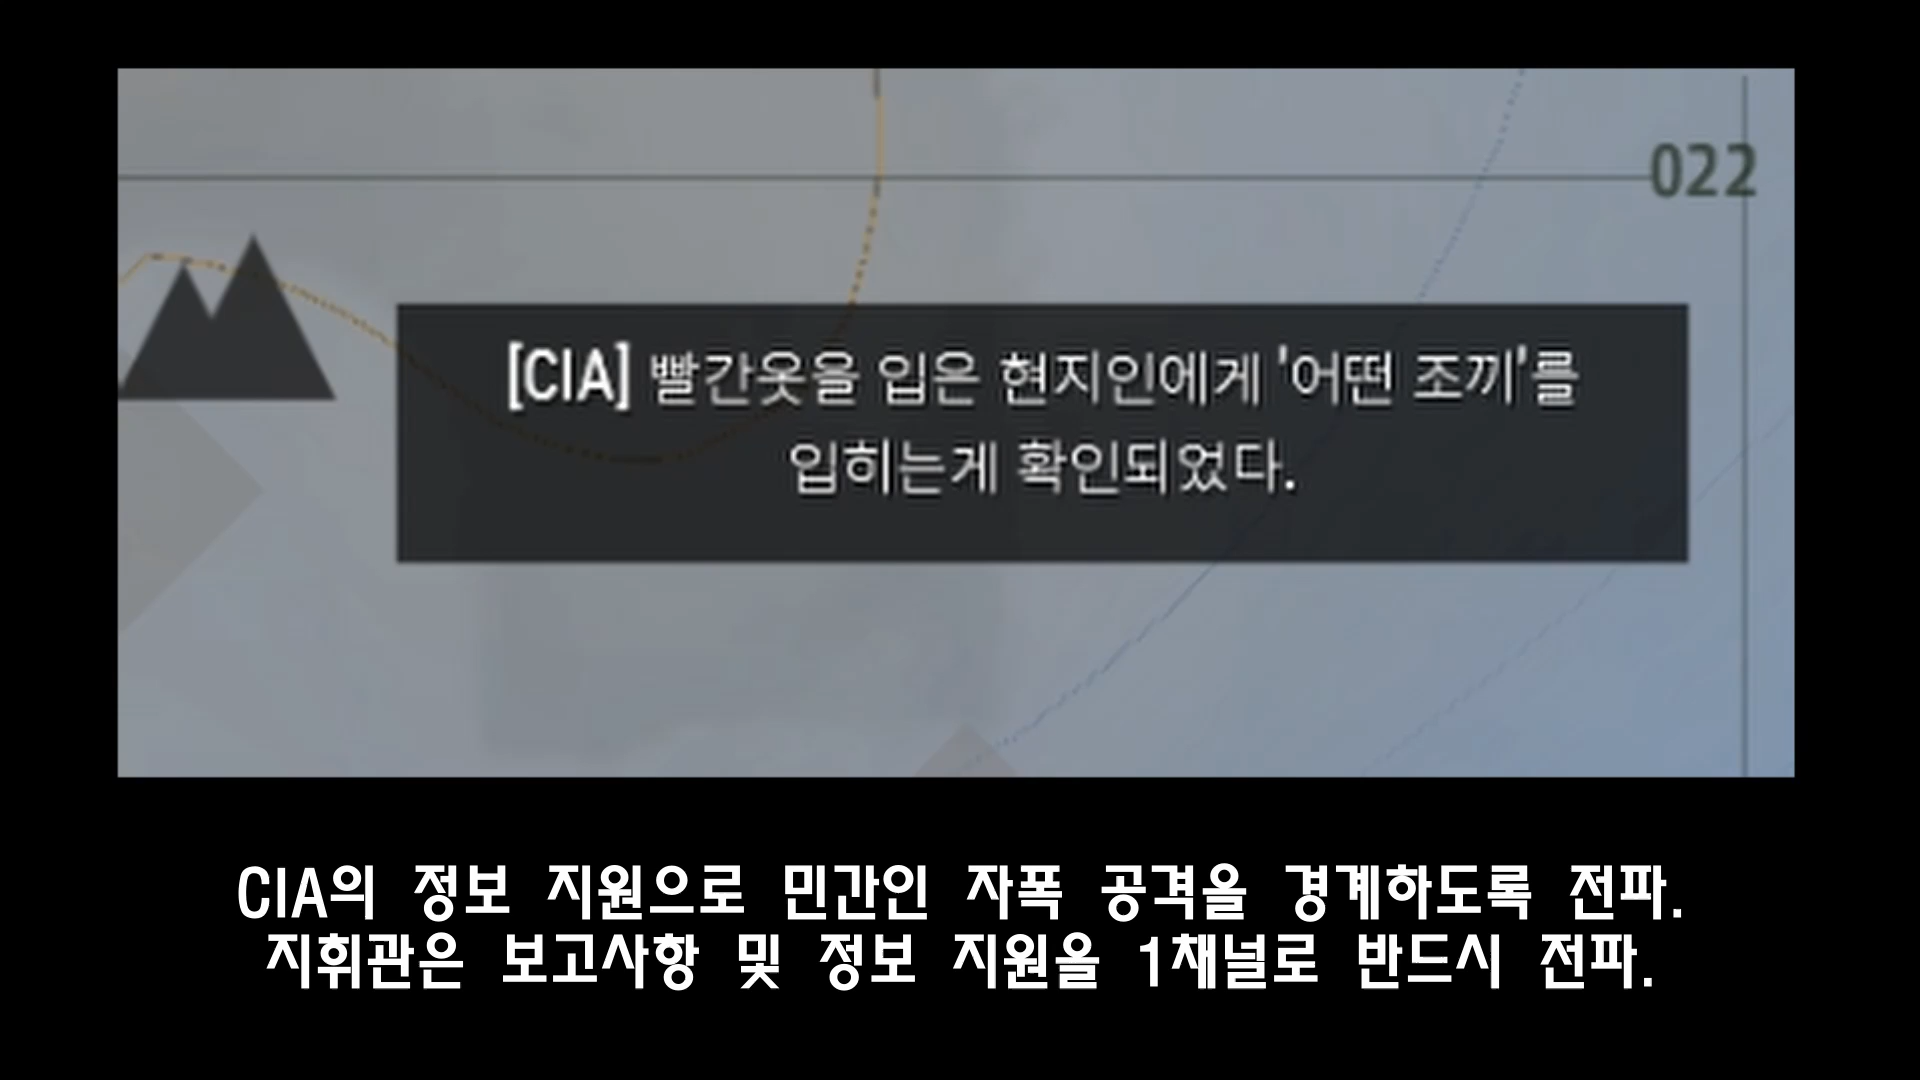 022
[CIA] 빨간옷을 입은 현지인에게 '어떤 조끼'를
입히는게 확인되었다.
CIA의 정보 지원으로 민간인 자폭 공격을 경계하도록 전파.
지휘관은 보고사항 및 정보 지원을 1채널로 반드시 전파.